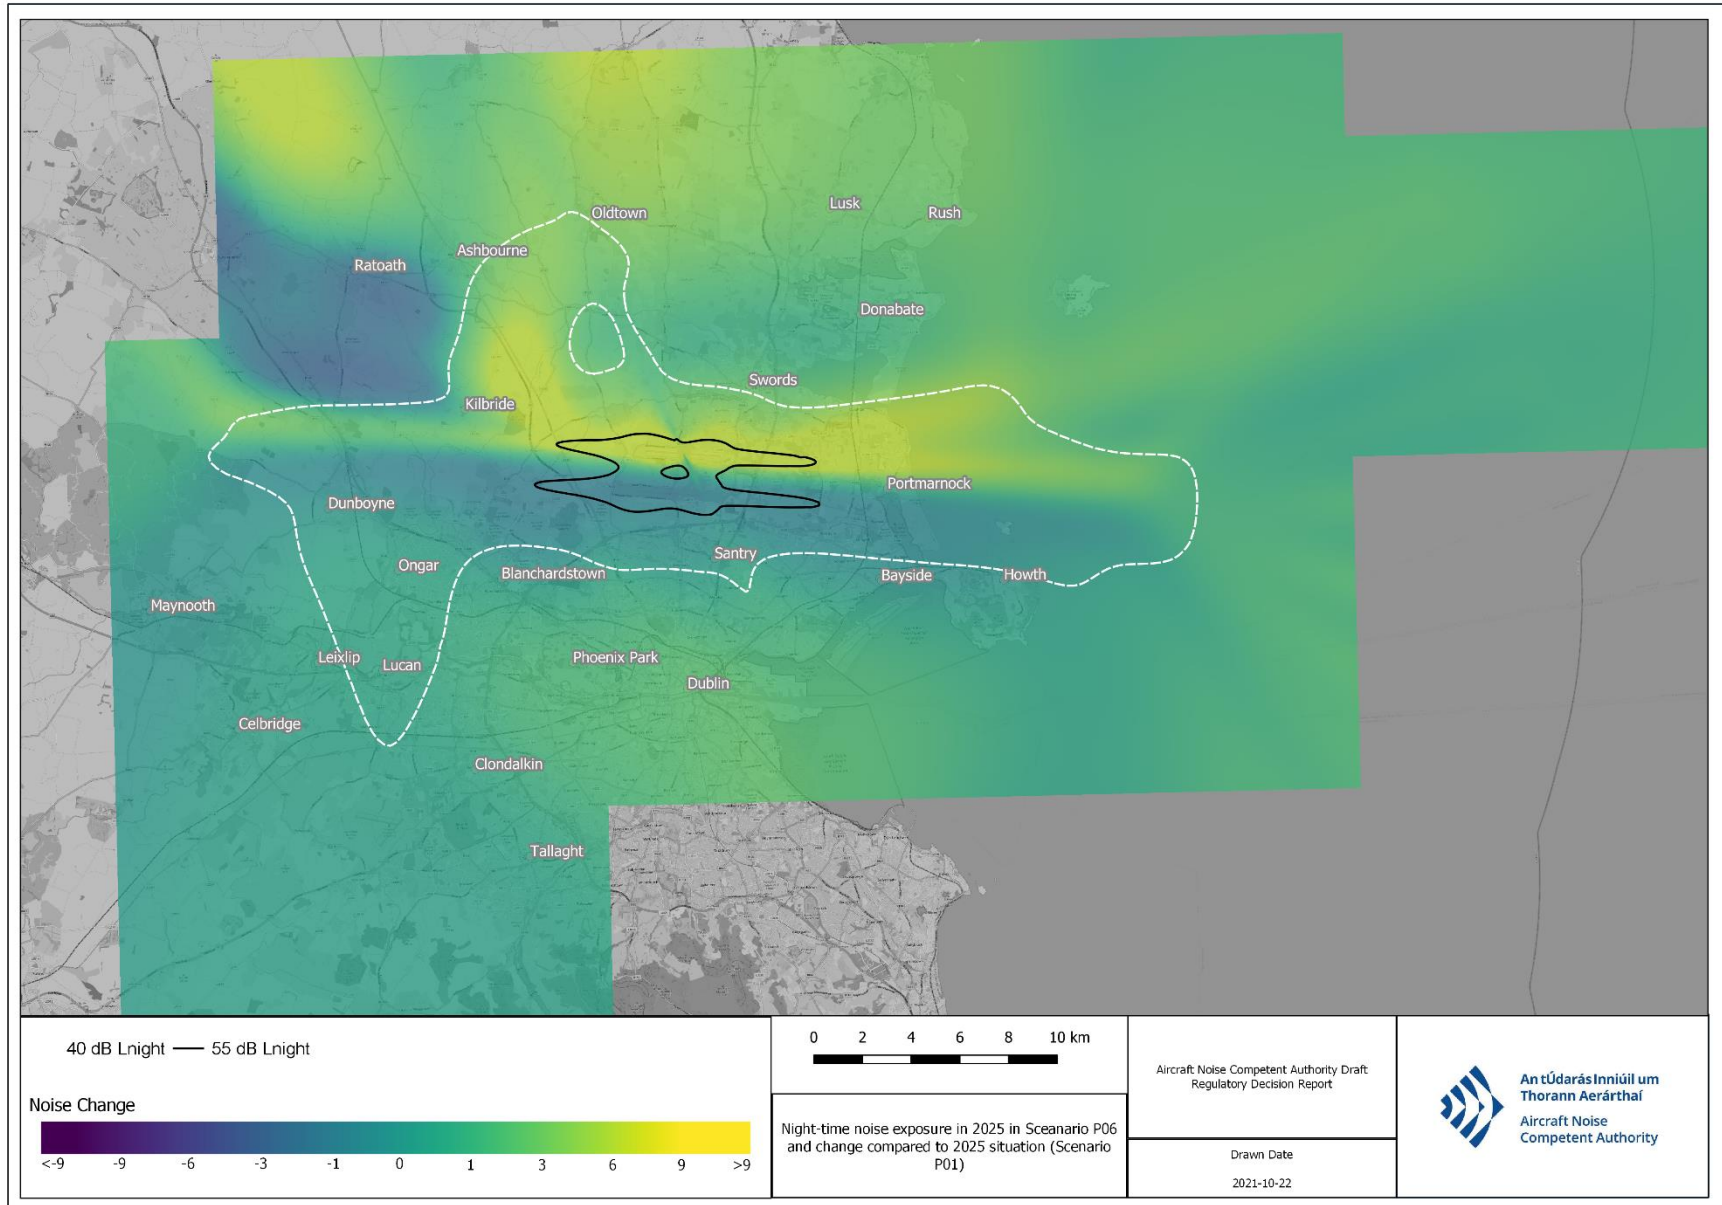 Oldtown
Lusk
Rush
Ashbourne
Ratoath
Donabate
Swords
Kilbride
Portmarnock
Dunboyne
Santry
Ongar
Blanchardstown
Bayside
Howth
Maynooth
Leixlip
Lucan
Phoenix Park
Dublin
Celbridge
Clondalkin
Tallaght
40 dB Lnight
55 dB Lnight
Noise Change
<-9 -9 -6 -3 -1 0 1 3 6 9 >9
0 2 4 6 8 10 km
Night-time noise exposure in 2025 in Sceanario P06
and change compared to 2025 situation (Scenario
P01)
Aircraft Noise Competent Authority Draft
Regulatory Decision Report
Drawn Date
2021-10-22
An tÚdarás Inniúil um
Thorann Aerárthaí
Aircraft Noise
Competent Authority